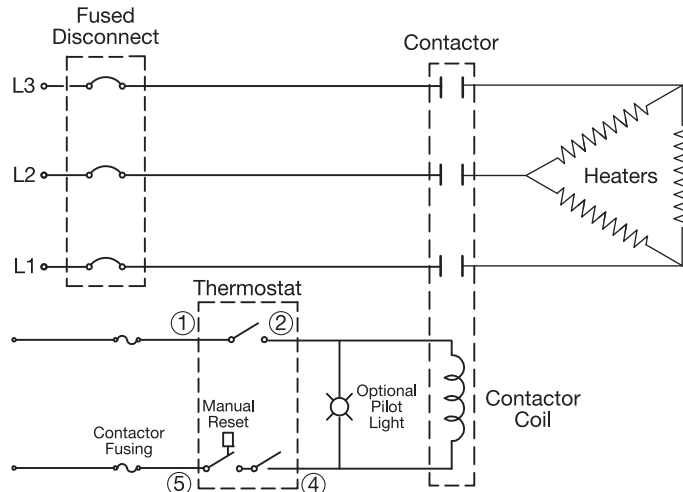 Fused
Disconnect
Contactor
L3
L2
Heaters
L1
Thermostat
① ②
Manual
Reset
Optional
Pilot
Light
Contactor
Coil
Contactor
Fusing
⑤ ④